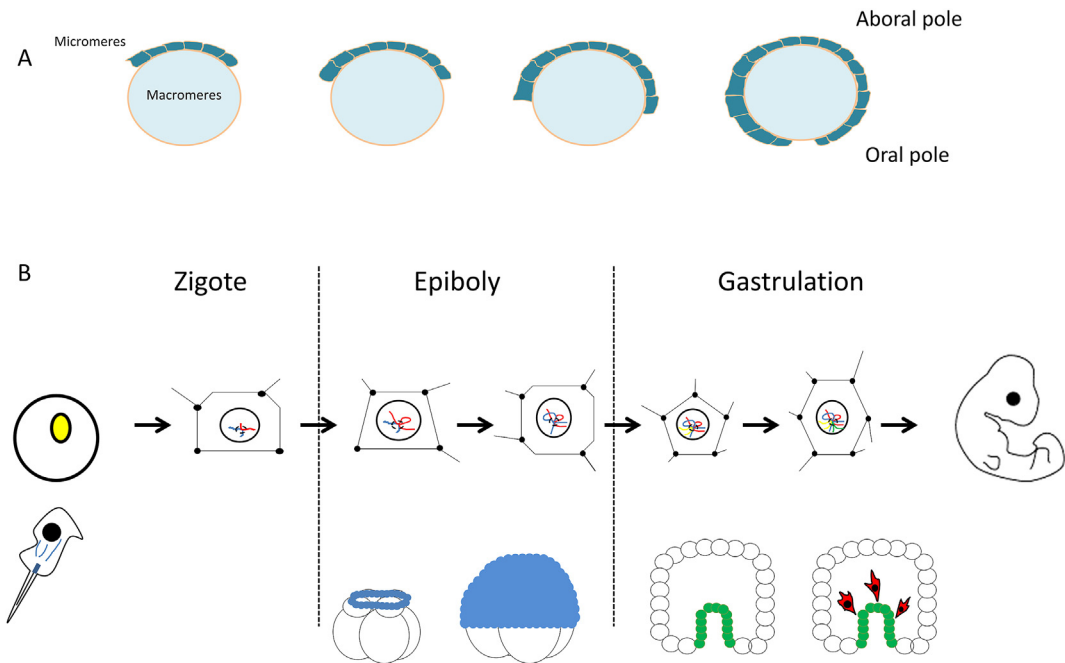 A
Micromeres
Macromeres
Aboral pole
Oral pole
B
Zigote
Epiboly
Gastrulation